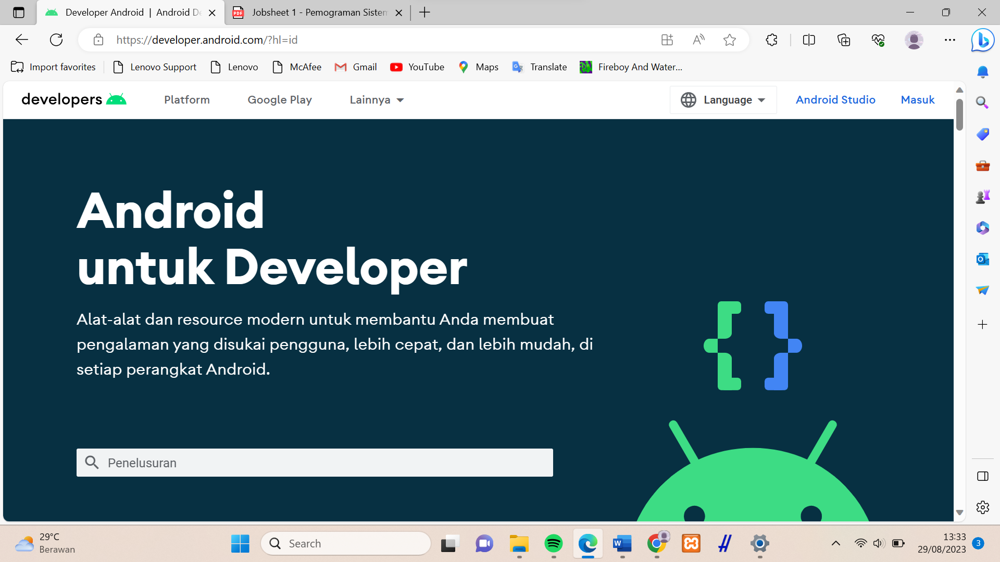 Developer Android | Android De
PDF
Jobsheet 1 - Pemograman Sistem
https://developer.android.com/?hl=id
Import favorites
Lenovo Support
Lenovo
McAfee
Gmail
YouTube
Maps
Translate
Fireboy And Water...
developers
Platform
Google Play
Lainnya
Language
Android Studio
Masuk
Android
untuk Developer
Alat-alat dan resource modern untuk membantu Anda membuat
pengalaman yang disukai pengguna, lebih cepat, dan lebih mudah, di
setiap perangkat Android.
Penelusuran
29°C
Berawan
Search
13:33
29/08/2023
3